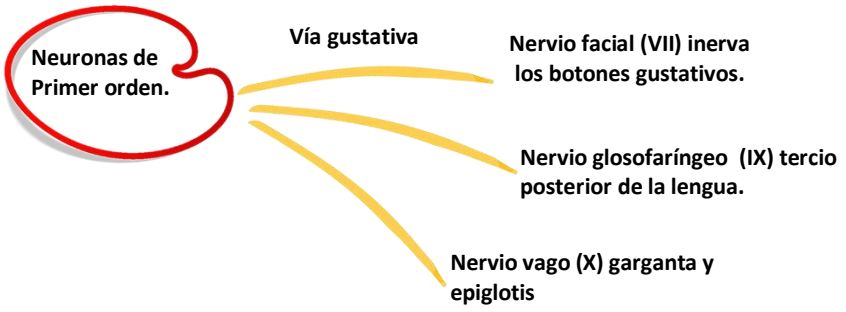 Neuronas de
Primer orden.
Vía gustativa
Nervio facial (VII) inerva
los botones gustativos.
Nervio glosofaríngeo (IX) tercio
posterior de la lengua.
Nervio vago (X) garganta y
epiglotis